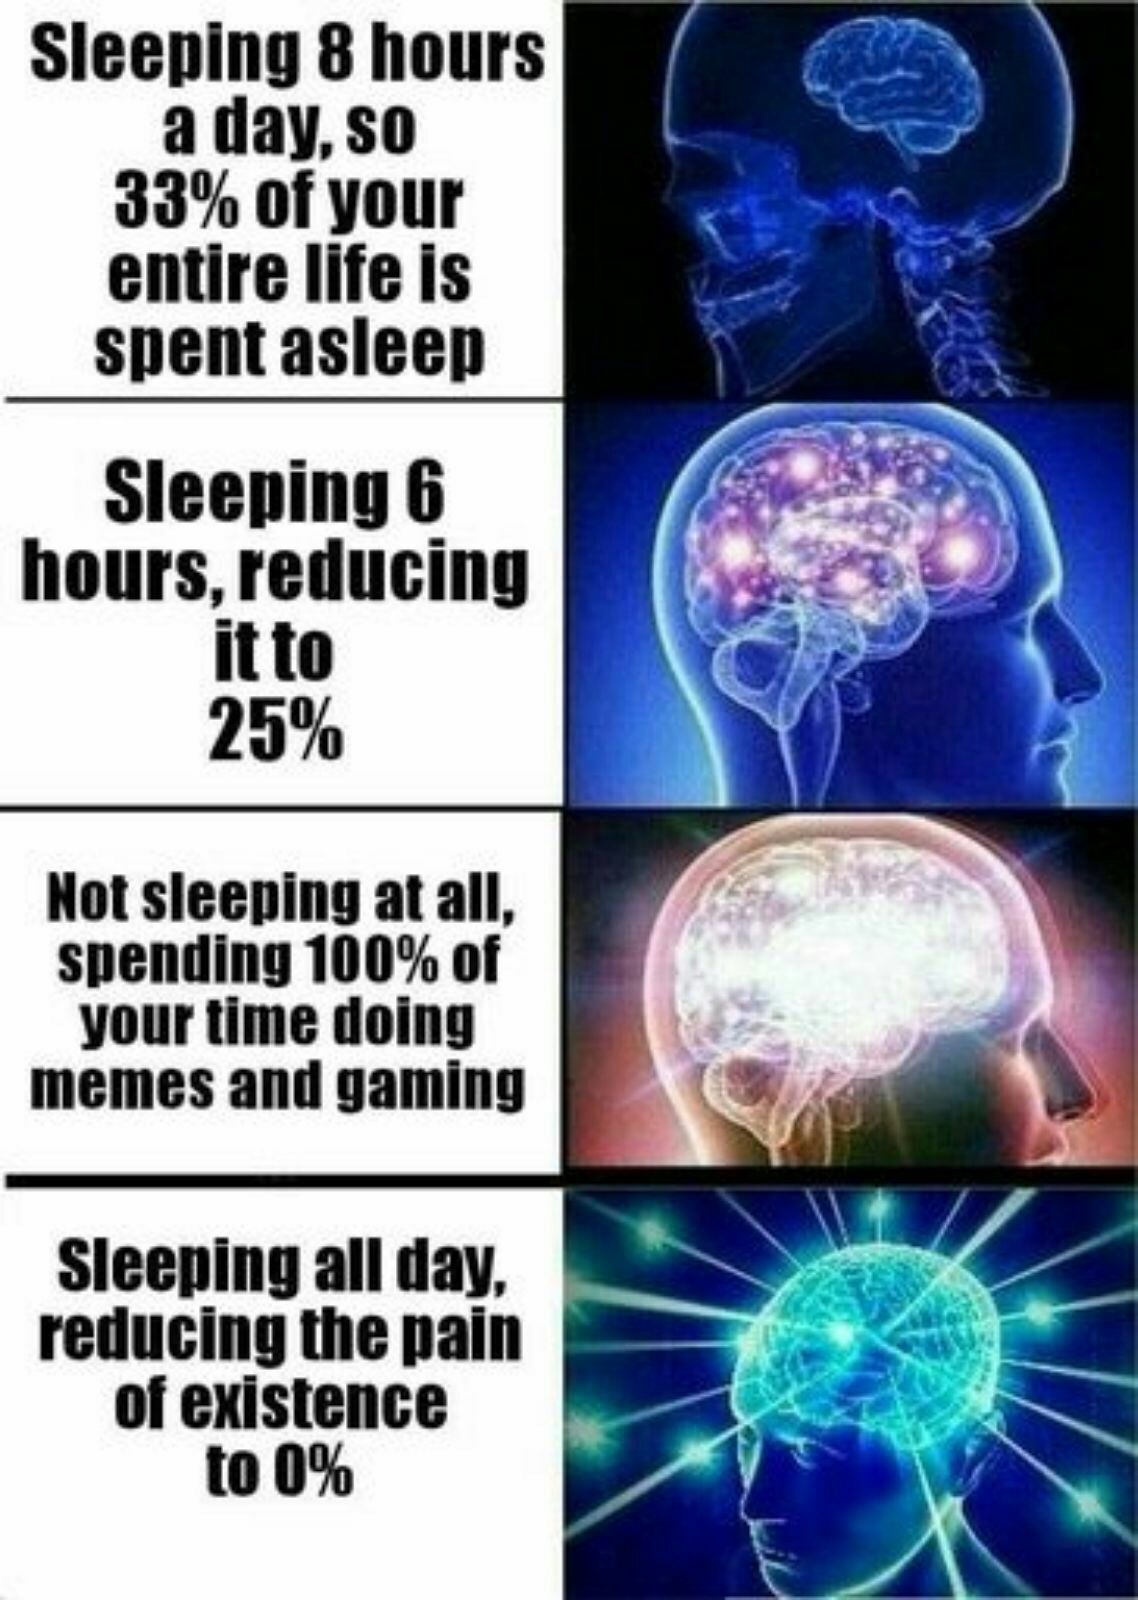 Sleeping 8 hours
a day, so
33% of your
entire life is
spent asleep
Sleeping 6
hours, reducing
it to
25%
Not sleeping at all,
spending 100% of
your time doing
memes and gaming
Sleeping all day,
reducing the pain
of existence
to 0%